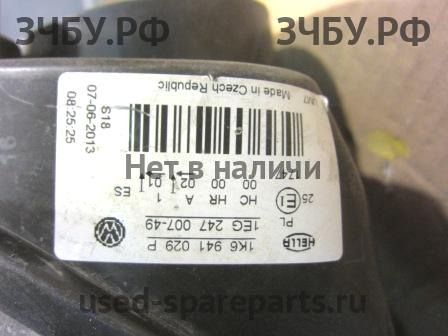 ЗЧБУ.РФ
ЗЧБУ.РФ
HELLA
1K6 941 029 P
1EG 247 007-49
PL
HC HR A 1 ES
25 E1
00 00 02 01
Нет в наличии
Made in Czech Republic
S18
07-06-2013
08:25:25
used-spareparts.ru